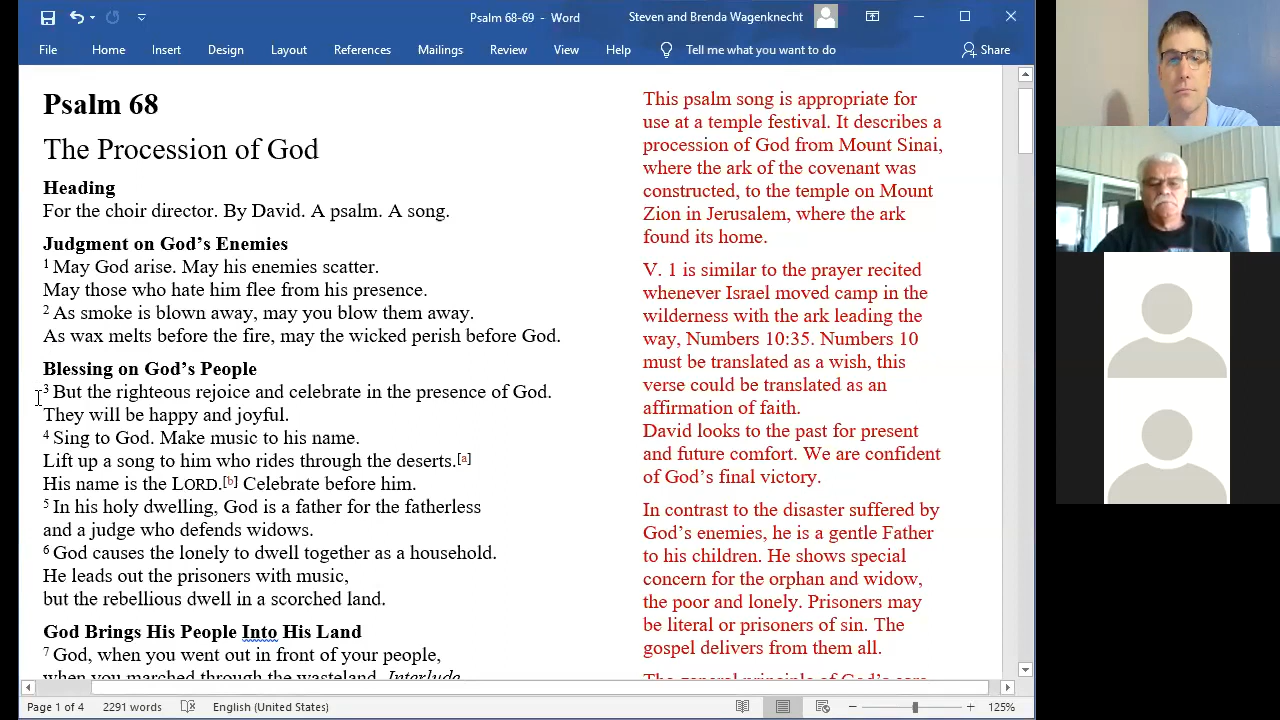 Psalm 68-69 - Word
Steven and Brenda Wagenknecht
File Home Insert Design Layout References Mailings Review View Help Tell me what you want to do Share
Psalm 68
The Procession of God
Heading
For the choir director. By David. A psalm. A song.
Judgment on God's Enemies
1 May God arise. May his enemies scatter.
May those who hate him flee from his presence.
2 As smoke is blown away, may you blow them away.
As wax melts before the fire, may the wicked perish before God.
Blessing on God's People
3 But the righteous rejoice and celebrate in the presence of God.
They will be happy and joyful.
4 Sing to God. Make music to his name.
Lift up a song to him who rides through the deserts.[a]
His name is the LORD.[b] Celebrate before him.
5 In his holy dwelling, God is a father for the fatherless
and a judge who defends widows.
6 God causes the lonely to dwell together as a household.
He leads out the prisoners with music,
but the rebellious dwell in a scorched land.
God Brings His People Into His Land
7 God, when you went out in front of your people,
when you marched through the wasteland, Interlude
This psalm song is appropriate for
use at a temple festival. It describes a
procession of God from Mount Sinai,
where the ark of the covenant was
constructed, to the temple on Mount
Zion in Jerusalem, where the ark
found its home.
V. 1 is similar to the prayer recited
whenever Israel moved camp in the
wilderness with the ark leading the
way, Numbers 10:35. Numbers 10
must be translated as a wish, this
verse could be translated as an
affirmation of faith.
David looks to the past for present
and future comfort. We are confident
of God's final victory.
In contrast to the disaster suffered by
God's enemies, he is a gentle Father
to his children. He shows special
concern for the orphan and widow,
the poor and lonely. Prisoners may
be literal or prisoners of sin. The
gospel delivers from them all.
The general principle of God's care
Page 1 of 4 2291 words English (United States) 125%